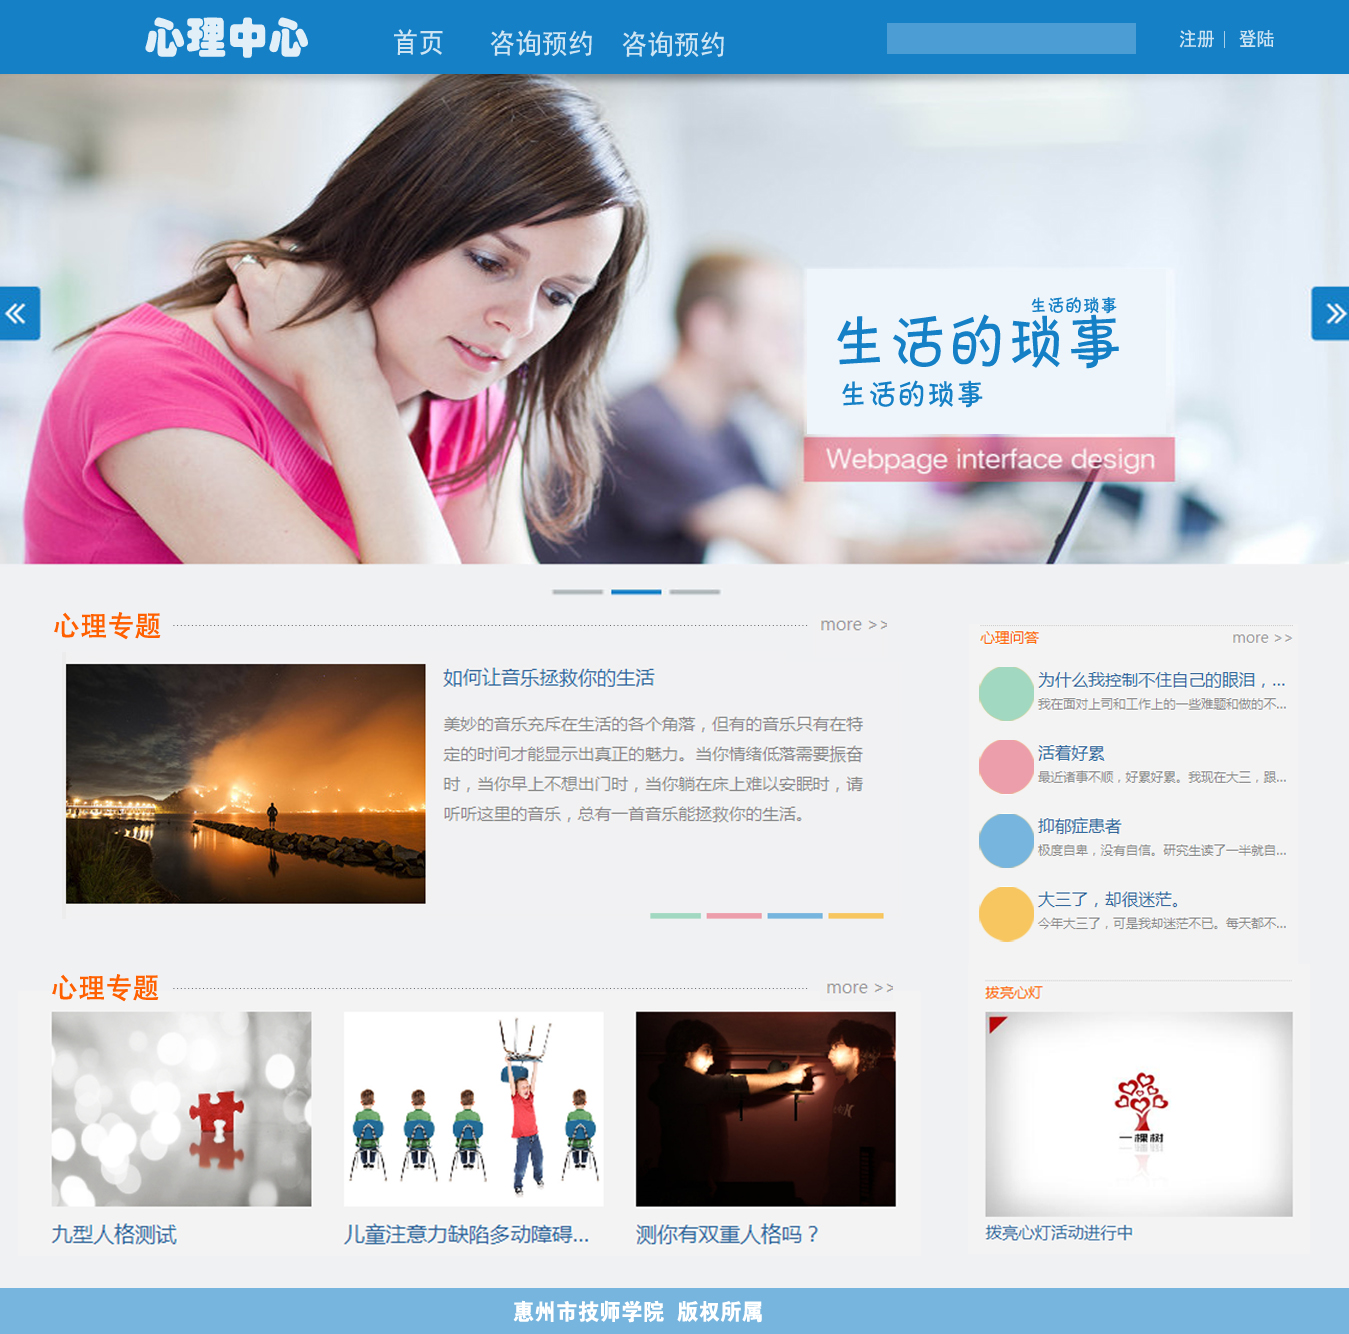 心理中心
首页
咨询预约
咨询预约
注册 | 登陆
生活的琐事
生活的琐事
生活的琐事
Webpage interface design
心理专题
more >>
如何让音乐拯救你的生活
美妙的音乐充斥在生活的各个角落，但有的音乐只有在特
定的时间才能显示出真正的魅力。当你情绪低落需要振奋
时，当你早上不想出门时，当你躺在床上难以安眠时，请
听听这里的音乐，总有一首音乐能拯救你的生活。
心理问答
more >>
为什么我控制不住自己的眼泪，...
我在面对上司和工作上的一些难题和做的不...
活着好累
最近诸事不顺，好累好累。我现在大三，跟...
抑郁症患者
极度自卑，没有自信。研究生读了一半就自...
大三了，却很迷茫。
今年大三了，可是我却迷茫不已。每天都不...
心理专题
more >>
九型人格测试
儿童注意力缺陷多动障碍...
测你有双重人格吗？
拔亮心灯
一棵树
拨亮心灯活动进行中
惠州市技师学院 版权所属